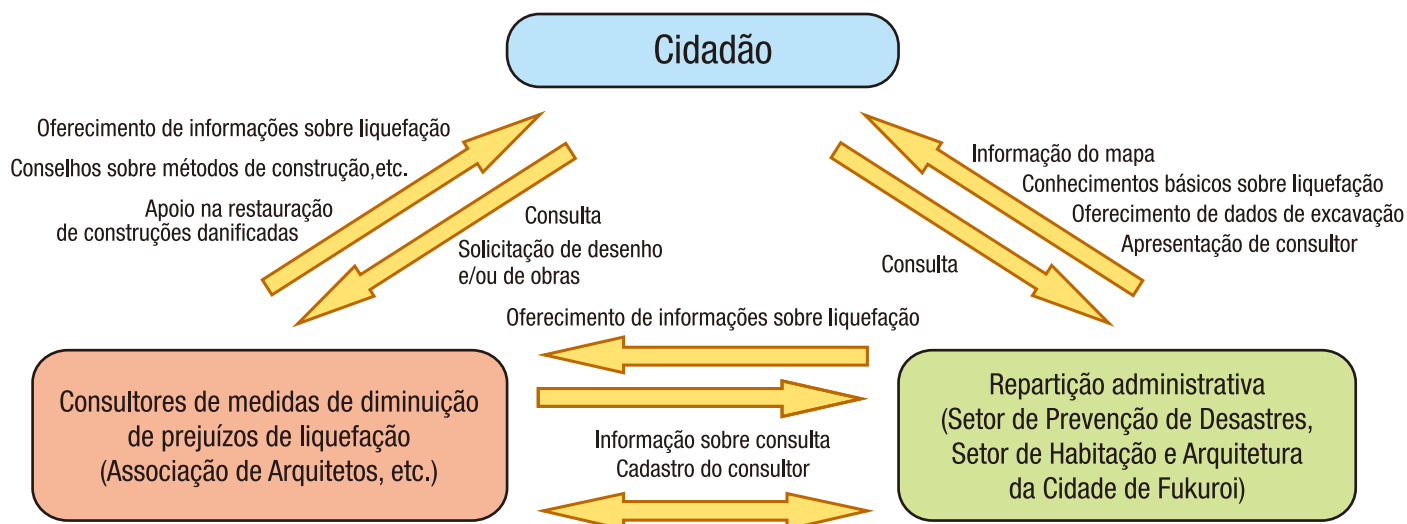 Cidadão
Oferecimento de informações sobre liquefação
Conselhos sobre métodos de construção,etc.
Apoio na restauração
de construções danificadas
Consulta
Solicitação de desenho
e/ou de obras
Informação do mapa
Conhecimentos básicos sobre liquefação
Oferecimento de dados de excavação
Apresentação de consultor
Consulta
Oferecimento de informações sobre liquefação
Consultores de medidas de diminuição
de prejuízos de liquefação
(Associação de Arquitetos, etc.)
Informação sobre consulta
Cadastro do consultor
Repartição administrativa
(Setor de Prevenção de Desastres,
Setor de Habitação e Arquitetura
da Cidade de Fukuroi)